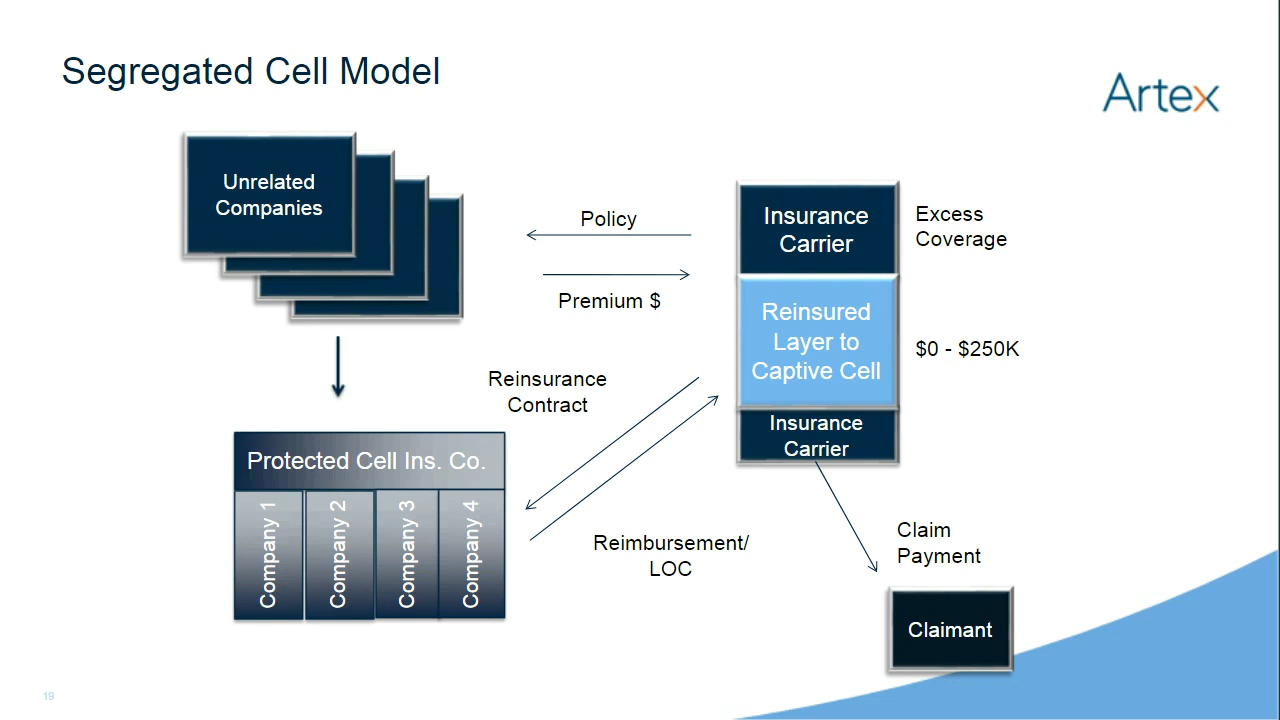 Segregated Cell Model
Artex
Unrelated
Companies
Policy
Premium $
Insurance
Carrier
Excess
Coverage
Reinsured
Layer to
Captive Cell
$0 - $250K
Insurance
Carrier
Reinsurance
Contract
Protected Cell Ins. Co.
Company 1
Company 2
Company 3
Company 4
Reimbursement/
LOC
Claim
Payment
Claimant
19